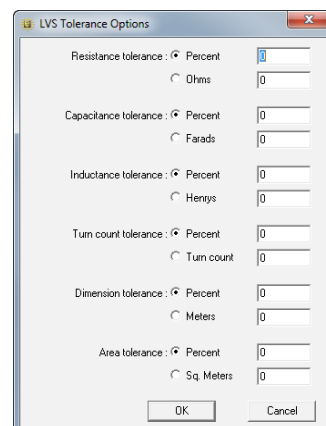 LVS Tolerance Options
Resistance tolerance : Percent 0
Ohms 0
Capacitance tolerance : Percent 0
Farads 0
Inductance tolerance : Percent 0
Henrys 0
Turn count tolerance : Percent 0
Turn count 0
Dimension tolerance : Percent 0
Meters 0
Area tolerance : Percent 0
Sq. Meters 0
OK Cancel